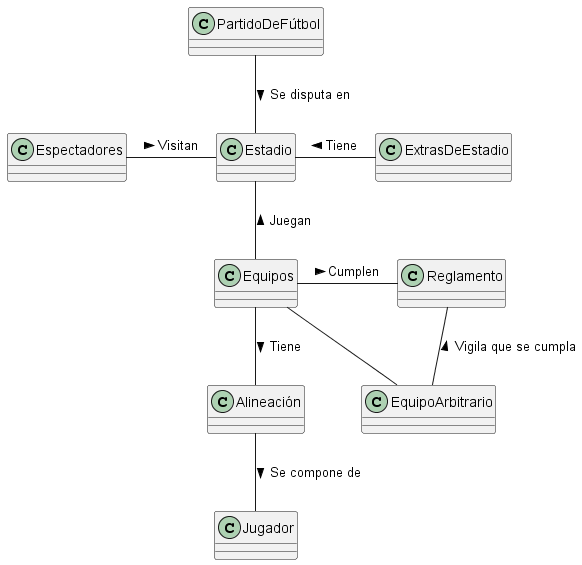 C PartidoDeFútbol
Se disputa en
C Espectadores
Visitan
C Estadio
Tiene
C ExtrasDeEstadio
Juegan
C Equipos
Cumplen
C Reglamento
Tiene
Vigila que se cumpla
C Alineación
C EquipoArbitrario
Se compone de
C Jugador